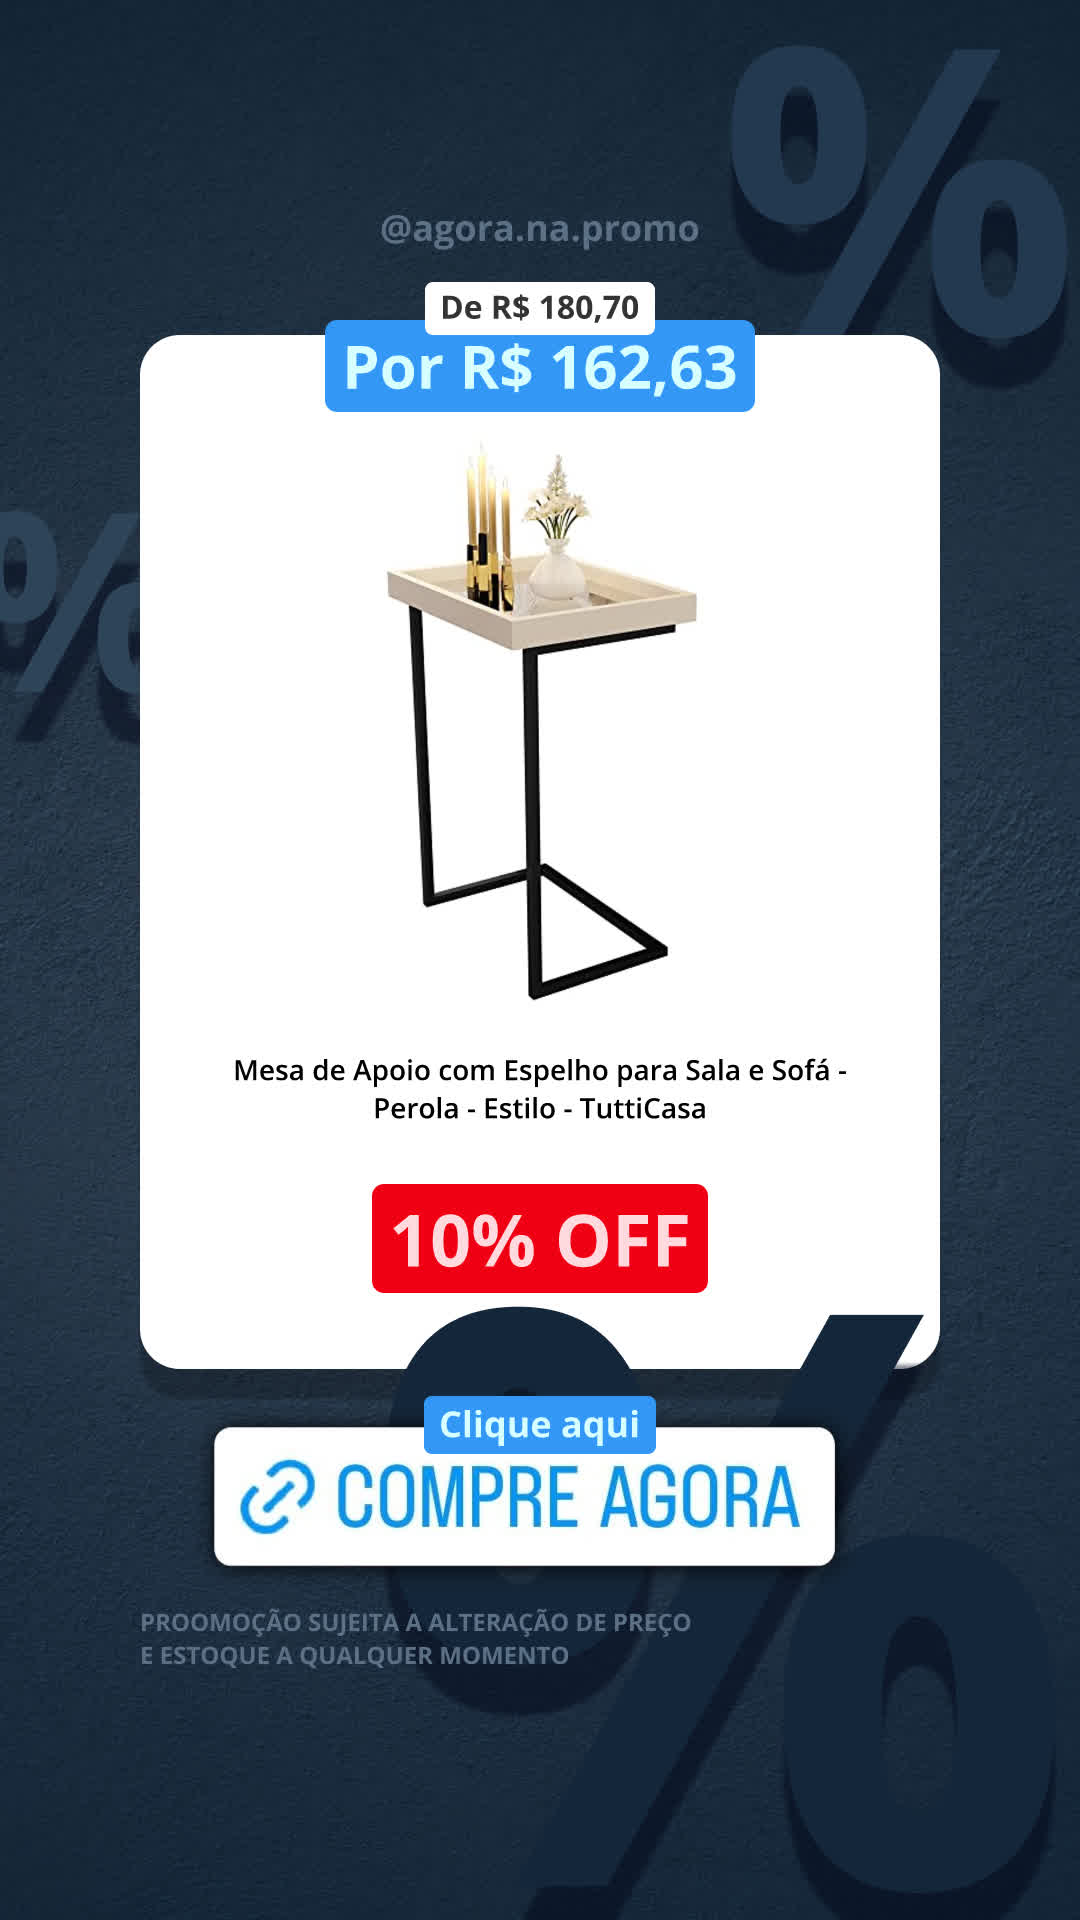 @agora.na.promo
De R$ 180,70
Por R$ 162,63
Mesa de Apoio com Espelho para Sala e Sofá -
Perola - Estilo - TuttiCasa
10% OFF
Clique aqui
COMPRE AGORA
PROOMOÇÃO SUJEITA A ALTERAÇÃO DE PREÇO
E ESTOQUE A QUALQUER MOMENTO